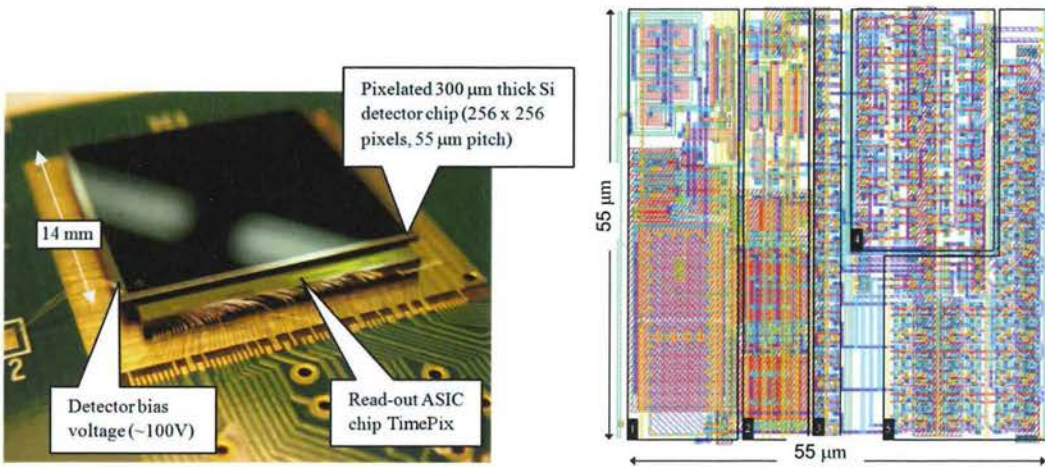 Pixelated 300 μm thick Si
detector chip (256 x 256
pixels, 55 μm pitch)
14 mm
2
Detector bias
voltage (~100V)
Read-out ASIC
chip TimePix
55 μm
4
1
2
3
5
55 μm